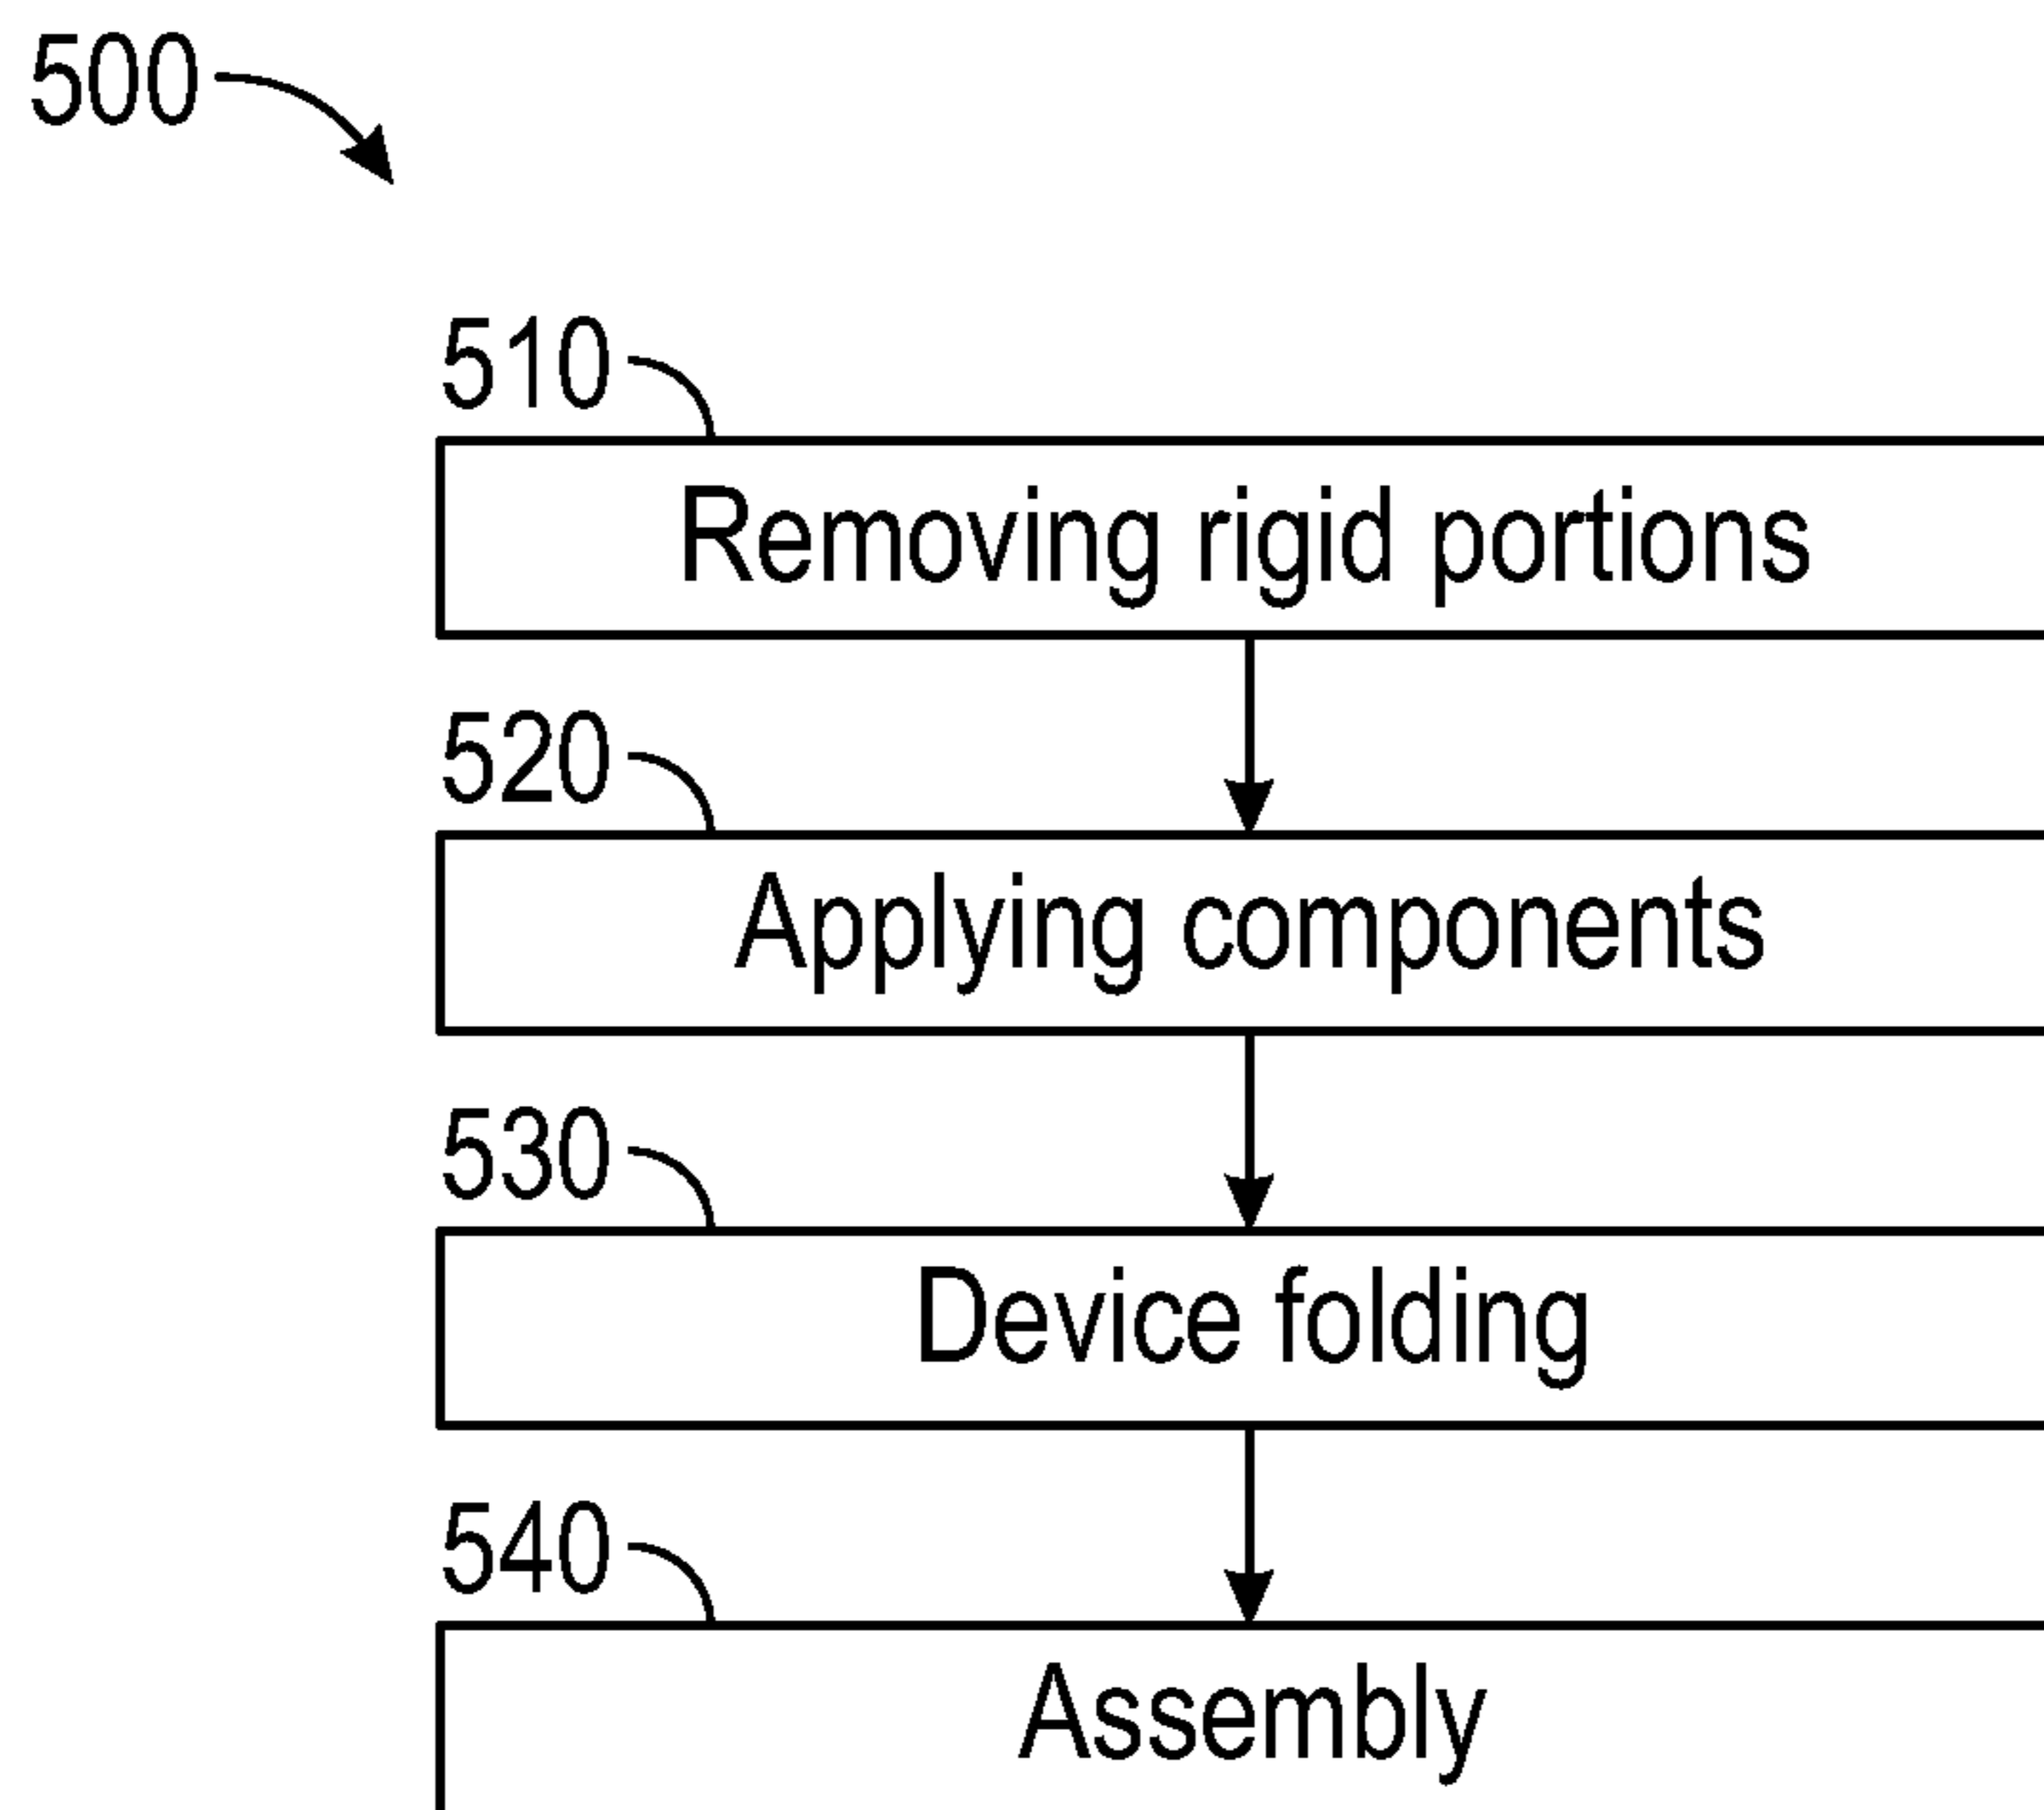 500
510
Removing rigid portions
520
Applying components
530
Device folding
540
Assembly